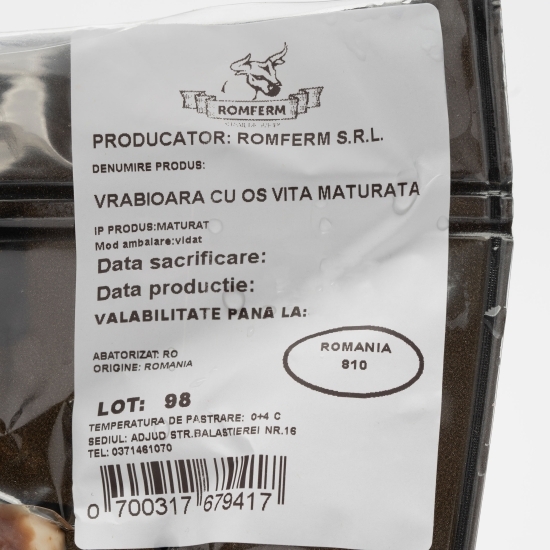 ROMFERM
PRODUCATOR: ROMFERM S.R.L.
DENUMIRE PRODUS:
VRABIOARA CU OS VITA MATURATA
IP PRODUS:MATURAT
Mod ambalare:vidat
Data sacrificare:
Data productie:
VALABILITATE PANA LA:
ABATORIZAT: RO
ORIGINE: ROMANIA
ROMANIA
810
LOT: 98
TEMPERATURA DE PASTRARE: 0+4 C
SEDIUL: ADJUD STR.BALASTIEREI NR.16
TEL: 0371461070
0 700317 679417